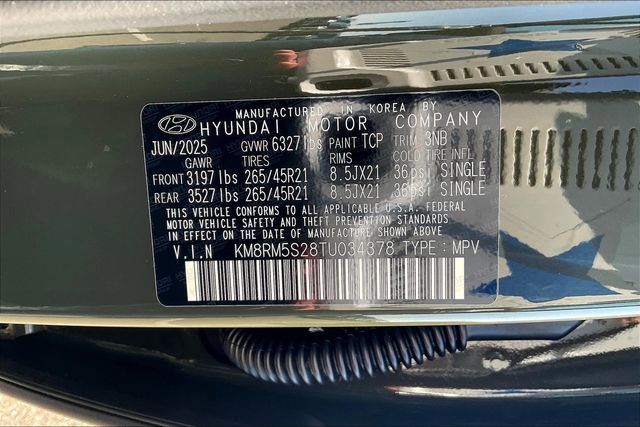 MANUFACTURED IN KOREA BY
HYUNDAI MOTOR COMPANY
JUN/2025 GVWR 6327 lbs PAINT TCP TRIM 3NB
GAWR TIRES RIMS COLD TIRE INFL
FRONT 3197 lbs 265/45R21 8.5JX21 36psi SINGLE
REAR 3527 lbs 265/45R21 8.5JX21 36psi SINGLE
THIS VEHICLE CONFORMS TO ALL APPLICABLE U.S.A. FEDERAL
MOTOR VEHICLE SAFETY AND THEFT PREVENTION STANDARDS
IN EFFECT ON THE DATE OF MANUFACTURE SHOWN ABOVE
V.I.N KM8RM5S28TU034378 TYPE : MPV